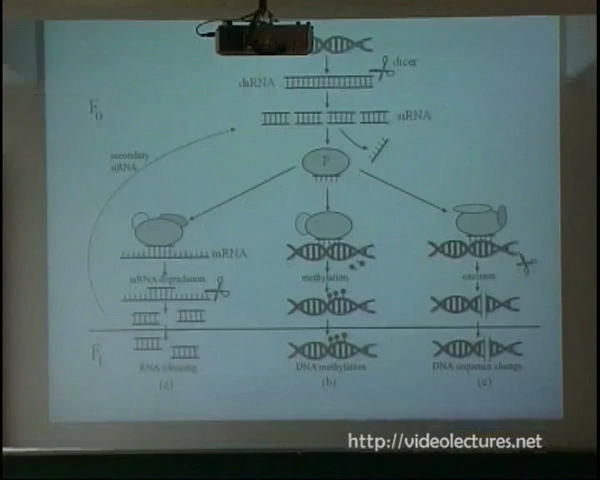 dicer
dsRNA
siRNA
F0
secondary
siRNA
P
mRNA
mRNA degradation
methylation
excision
F1
RNA silencing
DNA methylation
DNA sequence change
(a)
(b)
(c)
http://videolectures.net